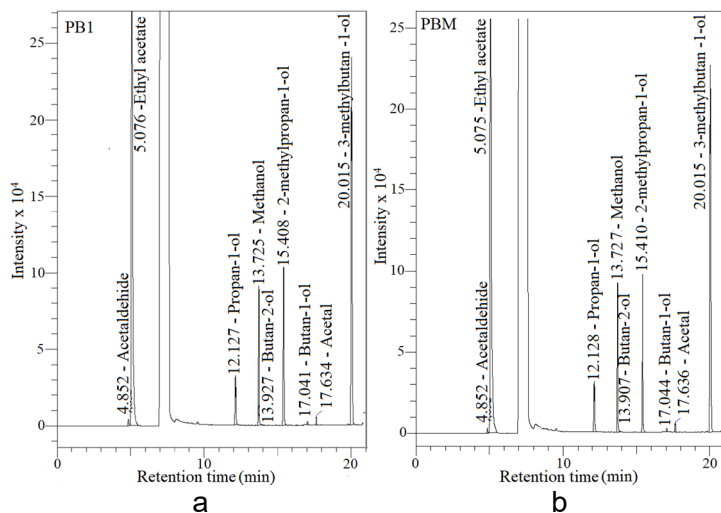 PB1
Intensity x 10⁴
25
20
15
10
5
0
4.852 - Acetaldehide
5.076 -Ethyl acetate
12.127 - Propan-1-ol
13.725 - Methanol
13.927 - Butan-2-ol
15.408 - 2-methylpropan-1-ol
17.041 - Butan-1-ol
17.634 - Acetal
20.015 - 3-methylbutan -1-ol
0
10
20
Retention time (min)
a
PBM
Intensity x 10⁴
25
20
15
10
5
0
4.852 - Acetaldehide
5.075 -Ethyl acetate
12.128 - Propan-1-ol
13.727 - Methanol
13.907 - Butan-2-ol
15.410 - 2-methylpropan-1-ol
17.044 - Butan-1-ol
17.636 - Acetal
20.015 - 3-methylbutan -1-ol
0
10
20
Retention time (min)
b